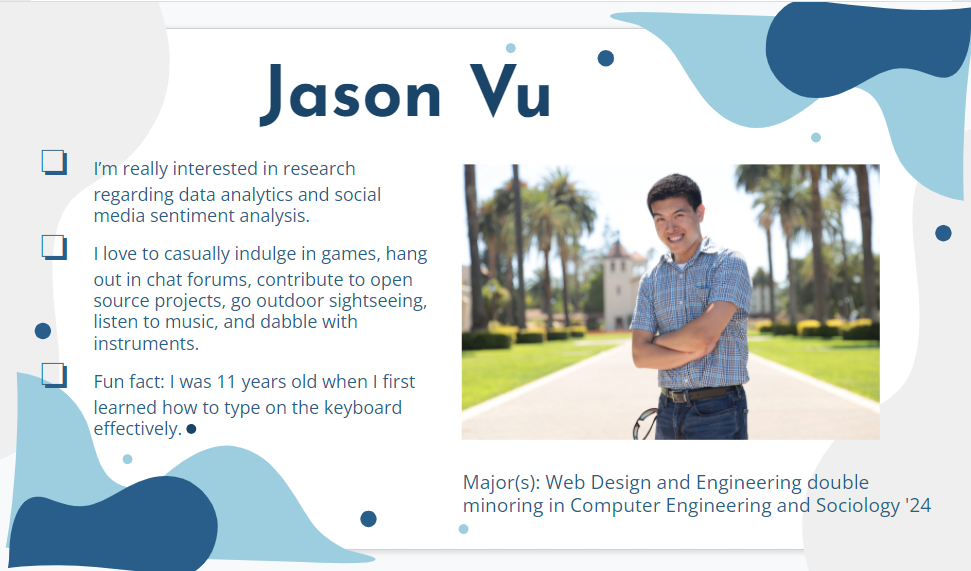 Jason Vu
I’m really interested in research
regarding data analytics and social
media sentiment analysis.
I love to casually indulge in games, hang
out in chat forums, contribute to open
source projects, go outdoor sightseeing,
listen to music, and dabble with
instruments.
Fun fact: I was 11 years old when I first
learned how to type on the keyboard
effectively.
Major(s): Web Design and Engineering double
minoring in Computer Engineering and Sociology '24